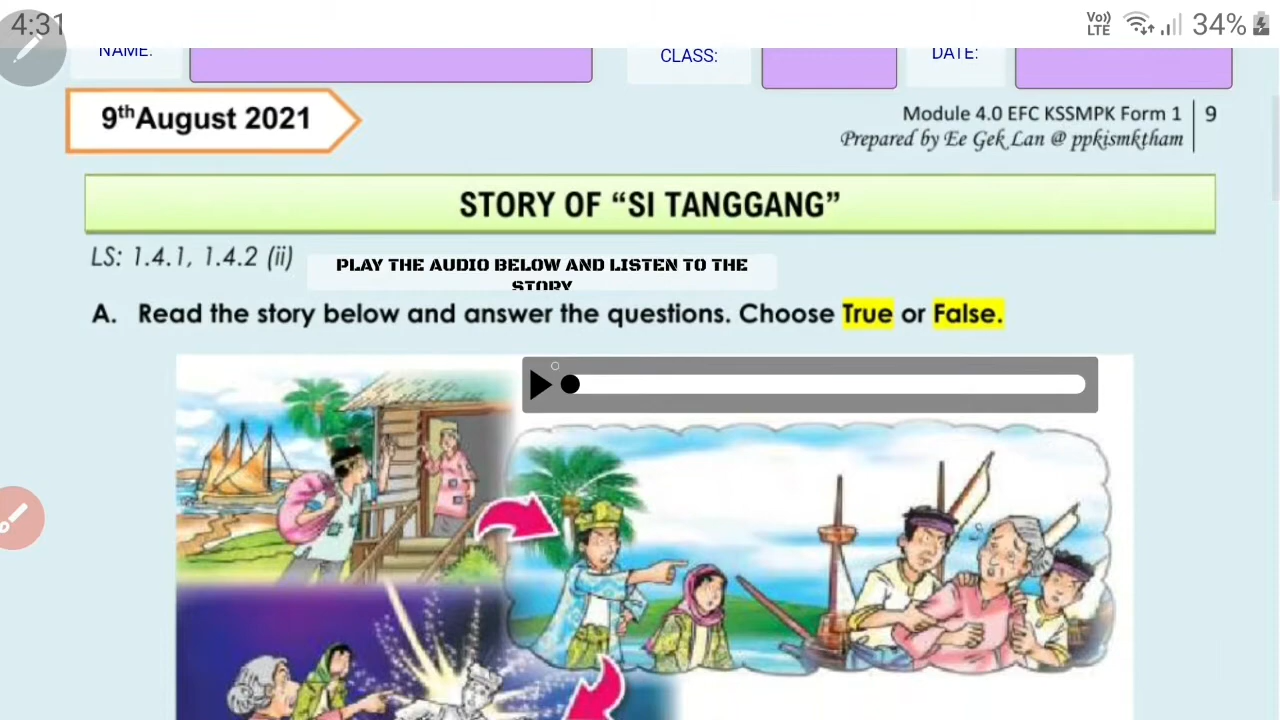 4:31 Vo)) LTE 34%
NAME: CLASS: DATE:
9th August 2021
Module 4.0 EFC KSSMPK Form 1 | 9
Prepared by Ee Gek Lan @ ppkismktham
STORY OF “SI TANGGANG”
LS: 1.4.1, 1.4.2 (ii)
PLAY THE AUDIO BELOW AND LISTEN TO THE
STORY
A. Read the story below and answer the questions. Choose True or False.